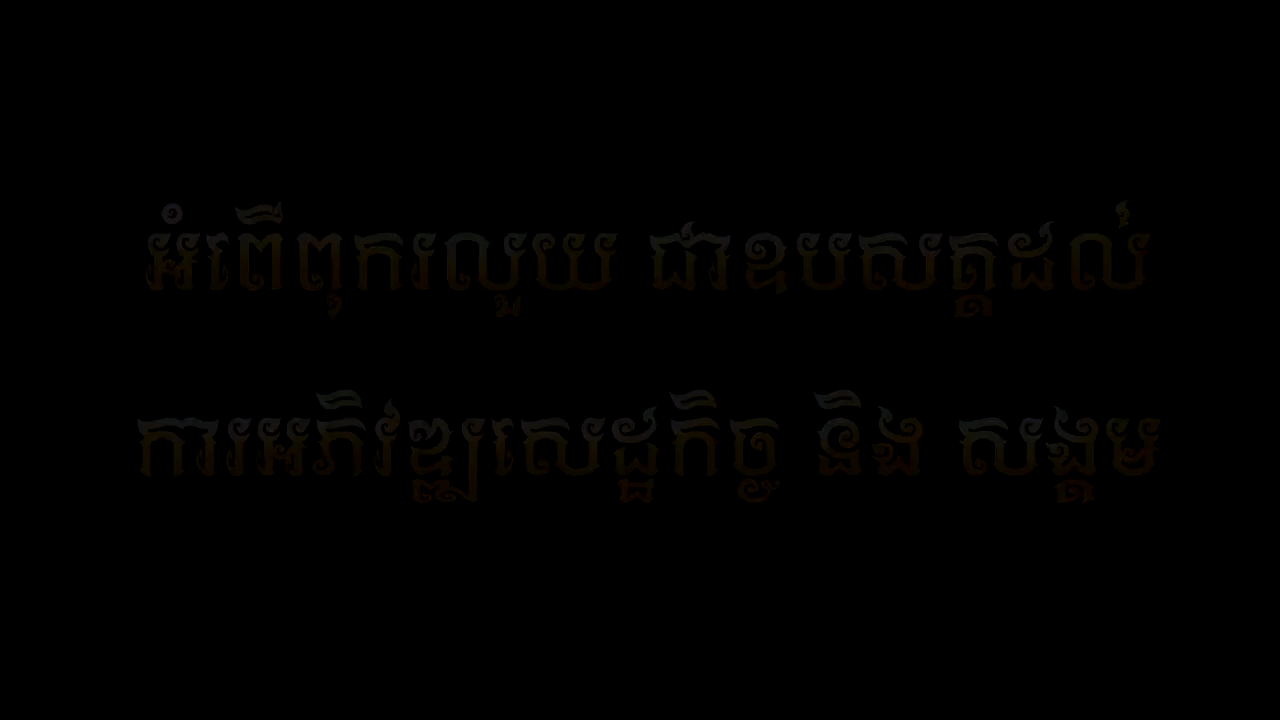 អំពើពុករលួយ ជាឧបសគ្គដល់
ការអភិវឌ្ឍសេដ្ឋកិច្ច និង សង្គម